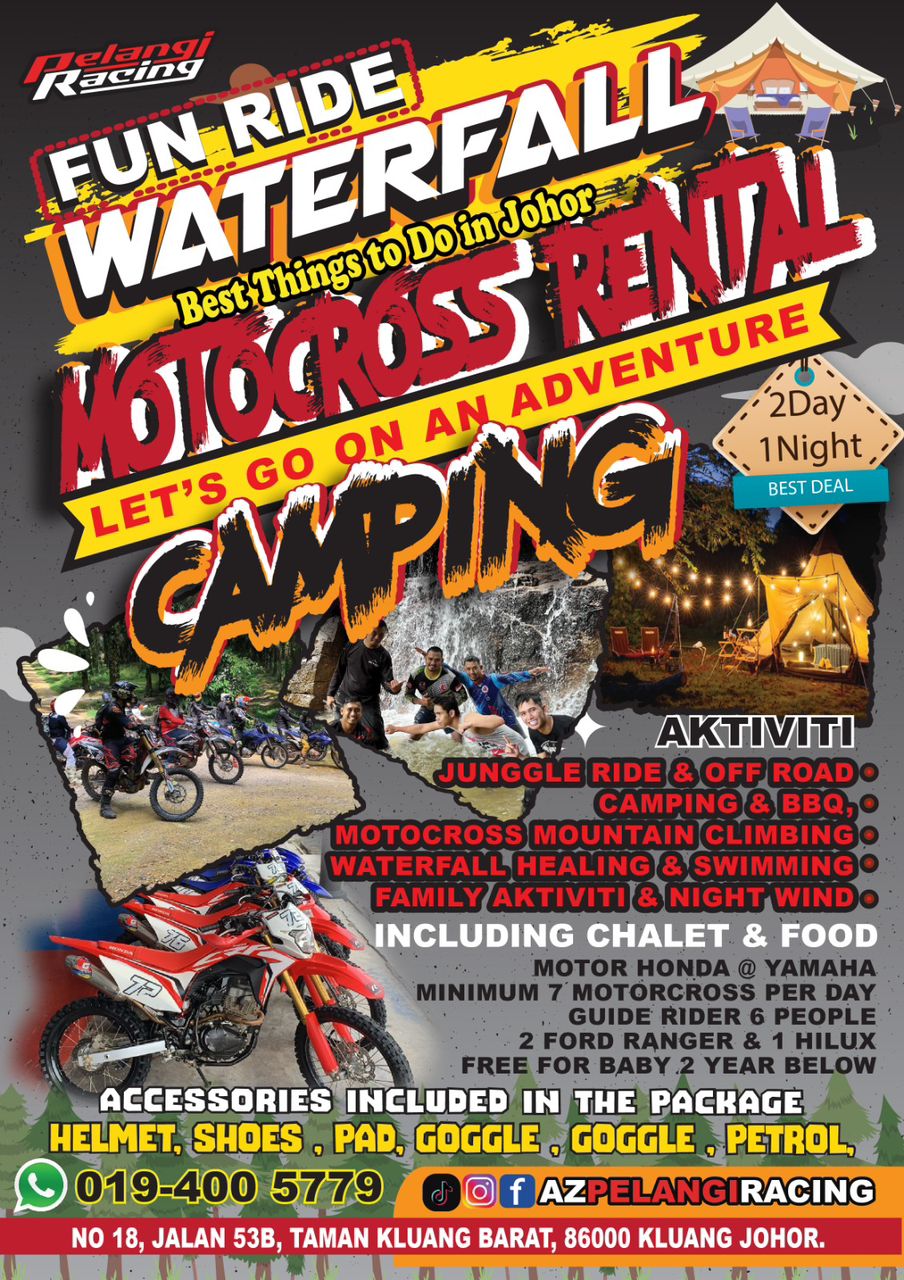 Pelangi
Racing
FUN RIDE
WATERFALL
Best Things to Do in Johor
MOTOCROSS RENTAL
LET'S GO ON AN ADVENTURE
CAMPING
2Day
1Night
BEST DEAL
AKTIVITI
JUNGGLE RIDE & OFF ROAD •
CAMPING & BBQ, •
MOTOCROSS MOUNTAIN CLIMBING •
WATERFALL HEALING & SWIMMING •
FAMILY AKTIVITI & NIGHT WIND •
INCLUDING CHALET & FOOD
MOTOR HONDA @ YAMAHA
MINIMUM 7 MOTORCROSS PER DAY
GUIDE RIDER 6 PEOPLE
2 FORD RANGER & 1 HILUX
FREE FOR BABY 2 YEAR BELOW
HONDA
72
76
73
ACCESSORIES INCLUDED IN THE PACKAGE
HELMET, SHOES , PAD, GOGGLE , GOGGLE , PETROL,
019-400 5779
AZPELANGIRACING
NO 18, JALAN 53B, TAMAN KLUANG BARAT, 86000 KLUANG JOHOR.